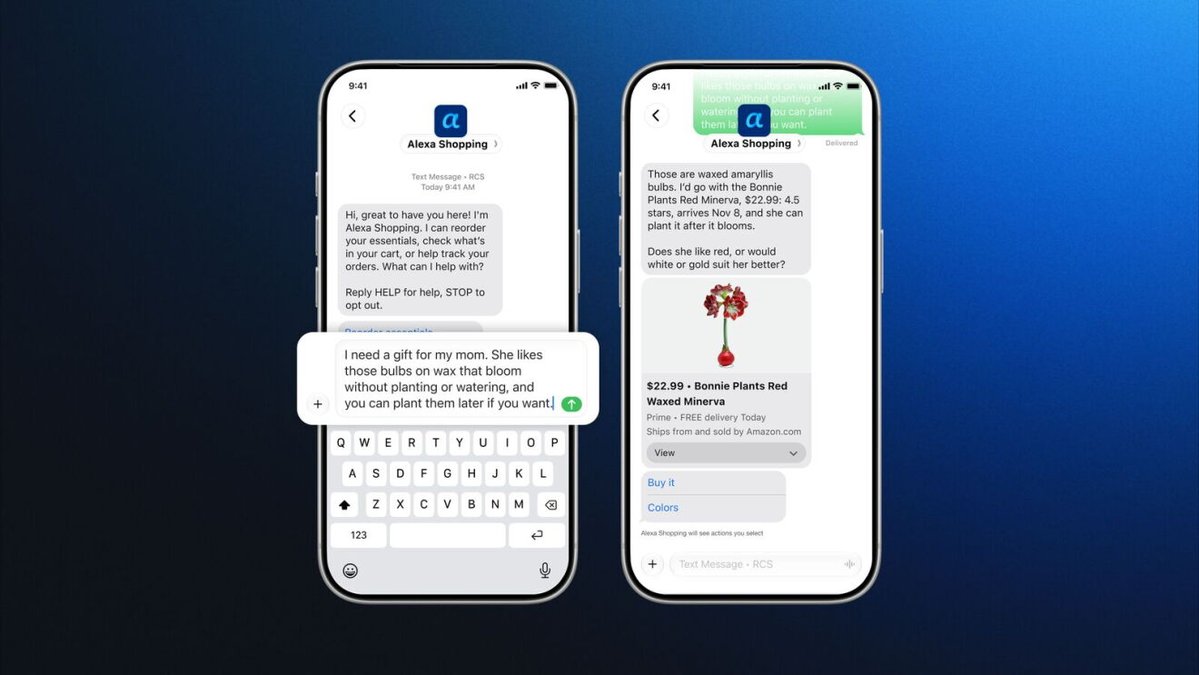 9:41
a
Alexa Shopping
Text Message • RCS
Today 9:41 AM
Hi, great to have you here! I'm
Alexa Shopping. I can reorder
your essentials, check what's
in your cart, or help track your
orders. What can I help with?
Reply HELP for help, STOP to
opt out.
Reorder essentials
I need a gift for my mom. She likes
those bulbs on wax that bloom
without planting or watering, and
you can plant them later if you want.
Q W E R T Y U I O P
A S D F G H J K L
Z X C V B N M
123
9:41
likes those bulbs on wax
bloom without planting or
watering, you can plant
them you want.
a
Alexa Shopping
Delivered
Those are waxed amaryllis
bulbs. I'd go with the Bonnie
Plants Red Minerva, $22.99: 4.5
stars, arrives Nov 8, and she can
plant it after it blooms.
Does she like red, or would
white or gold suit her better?
$22.99 • Bonnie Plants Red
Waxed Minerva
Prime • FREE delivery Today
Ships from and sold by Amazon.com
View
Buy it
Colors
Alexa Shopping will see actions you select
Text Message • RCS